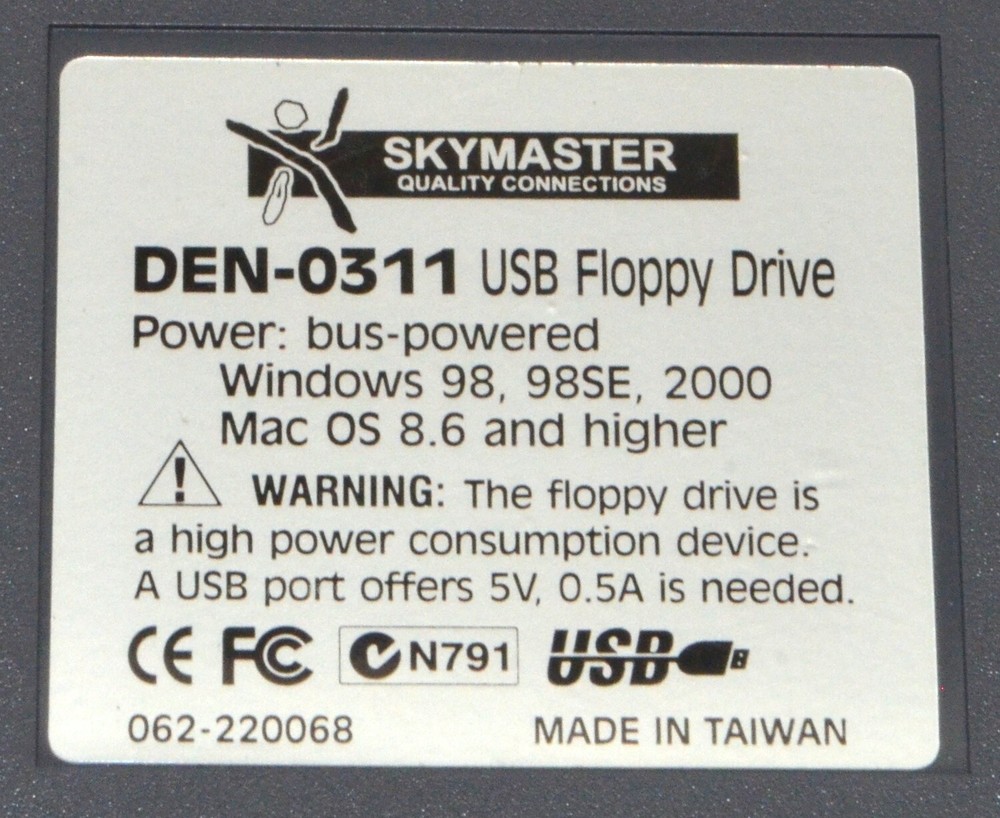 SKYMASTER
QUALITY CONNECTIONS
DEN-0311 USB Floppy Drive
Power: bus-powered
Windows 98, 98SE, 2000
Mac OS 8.6 and higher
! WARNING: The floppy drive is
a high power consumption device.
A USB port offers 5V, 0.5A is needed.
CE FC N791 USB
062-220068 MADE IN TAIWAN